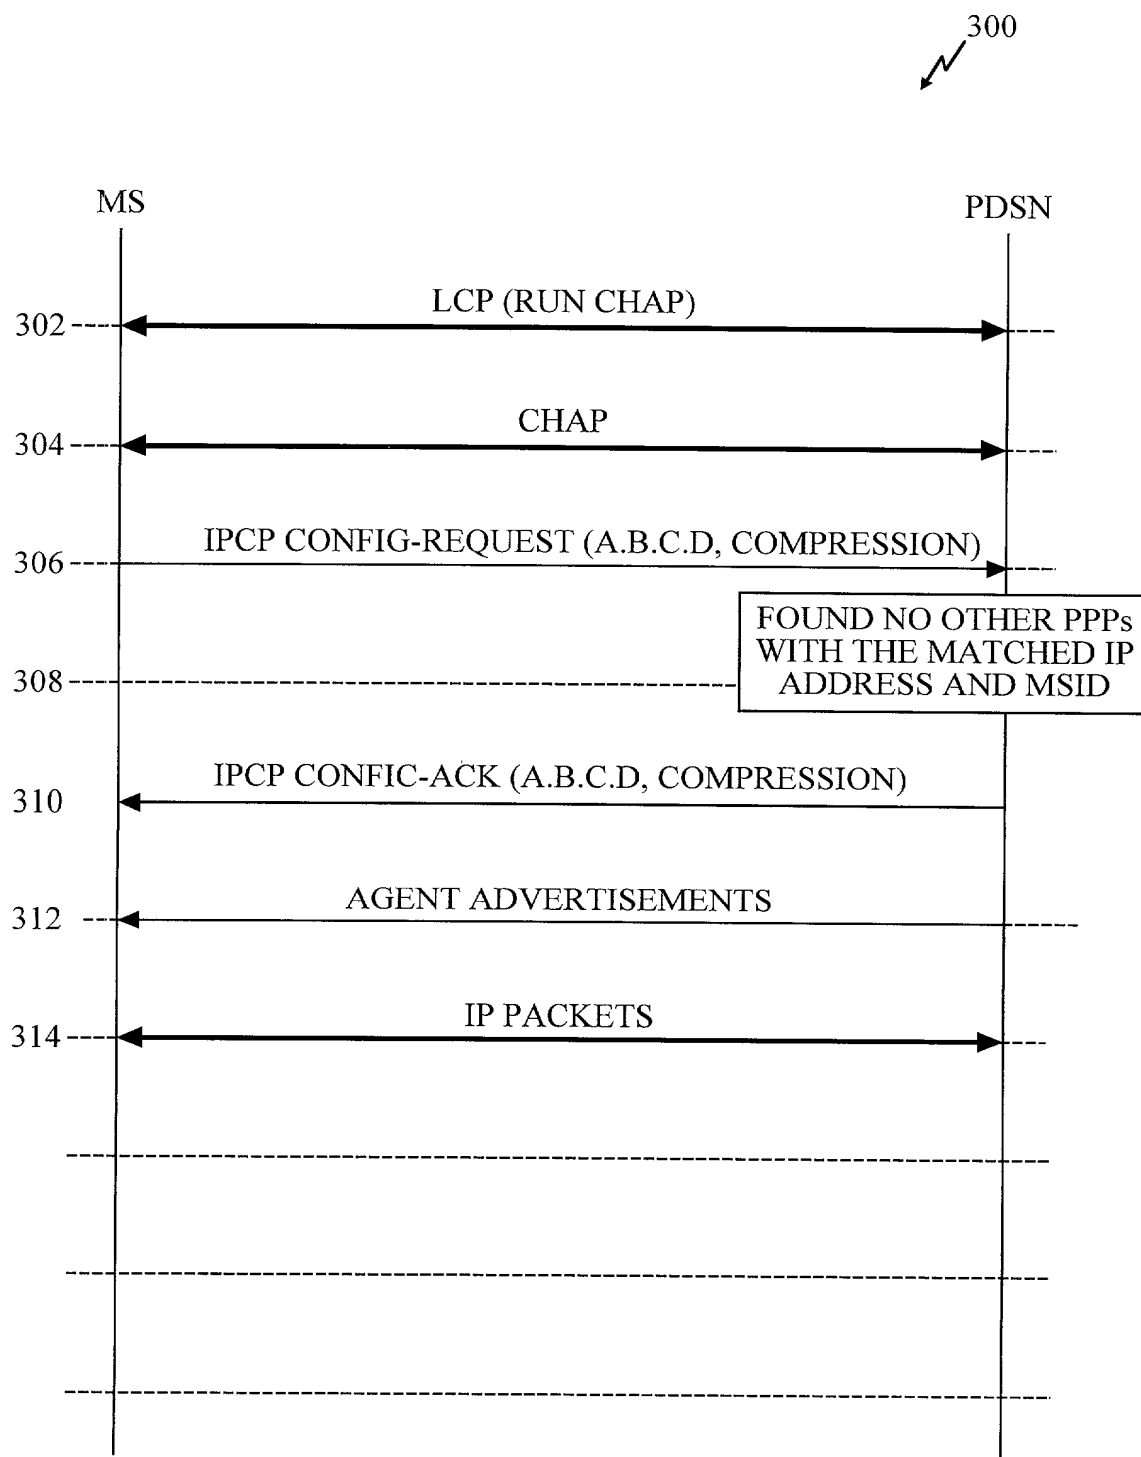 300
MS
PDSN
LCP (RUN CHAP)
302
CHAP
304
IPCP CONFIG-REQUEST (A.B.C.D, COMPRESSION)
306
FOUND NO OTHER PPPs
WITH THE MATCHED IP
ADDRESS AND MSID
308
IPCP CONFIC-ACK (A.B.C.D, COMPRESSION)
310
AGENT ADVERTISEMENTS
312
IP PACKETS
314